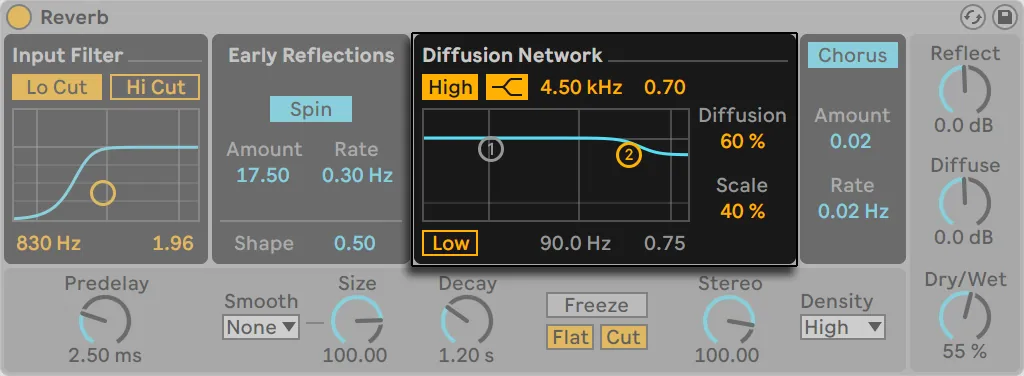 Reverb
Input Filter
Lo Cut Hi Cut
830 Hz 1.96
Early Reflections
Spin
Amount Rate
17.50 0.30 Hz
Shape 0.50
Diffusion Network
High 4.50 kHz 0.70
1
2
Diffusion
60 %
Scale
40 %
Low 90.0 Hz 0.75
Chorus
Amount
0.02
Rate
0.02 Hz
Reflect
0.0 dB
Diffuse
0.0 dB
Dry/Wet
55 %
Predelay
2.50 ms
Smooth
None
Size
100.00
Decay
1.20 s
Freeze
Flat Cut
Stereo
100.00
Density
High